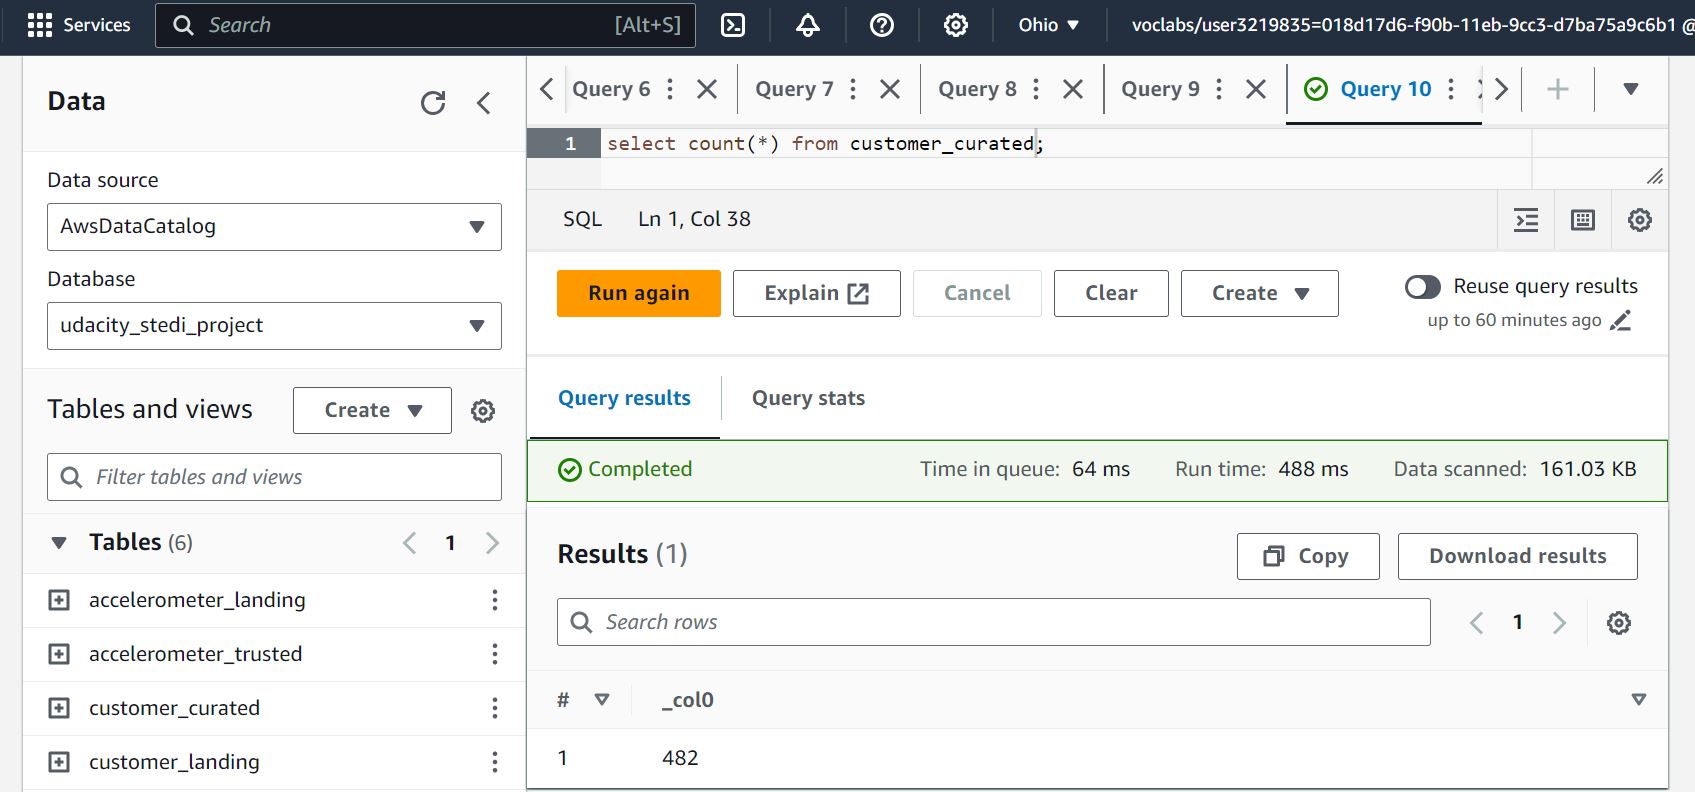 Services
Search
[Alt+S]
Ohio
voclabs/user3219835=018d17d6-f90b-11eb-9cc3-d7ba75a9c6b1 @
Data
Data source
AwsDataCatalog
Database
udacity_stedi_project
Tables and views
Create
Filter tables and views
Tables (6)
1
accelerometer_landing
accelerometer_trusted
customer_curated
customer_landing
Query 6
Query 7
Query 8
Query 9
Query 10
1 select count(*) from customer_curated;
SQL Ln 1, Col 38
Run again
Explain
Cancel
Clear
Create
Reuse query results
up to 60 minutes ago
Query results
Query stats
Completed
Time in queue: 64 ms
Run time: 488 ms
Data scanned: 161.03 KB
Results (1)
Copy
Download results
Search rows
1
# _col0
1 482